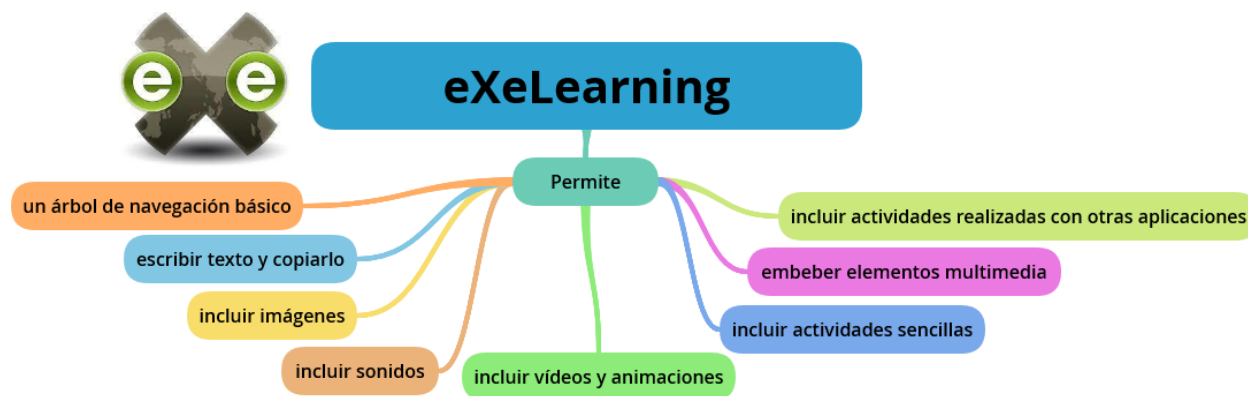 e e
eXeLearning
Permite
un árbol de navegación básico
escribir texto y copiarlo
incluir imágenes
incluir sonidos
incluir vídeos y animaciones
incluir actividades realizadas con otras aplicaciones
embeber elementos multimedia
incluir actividades sencillas